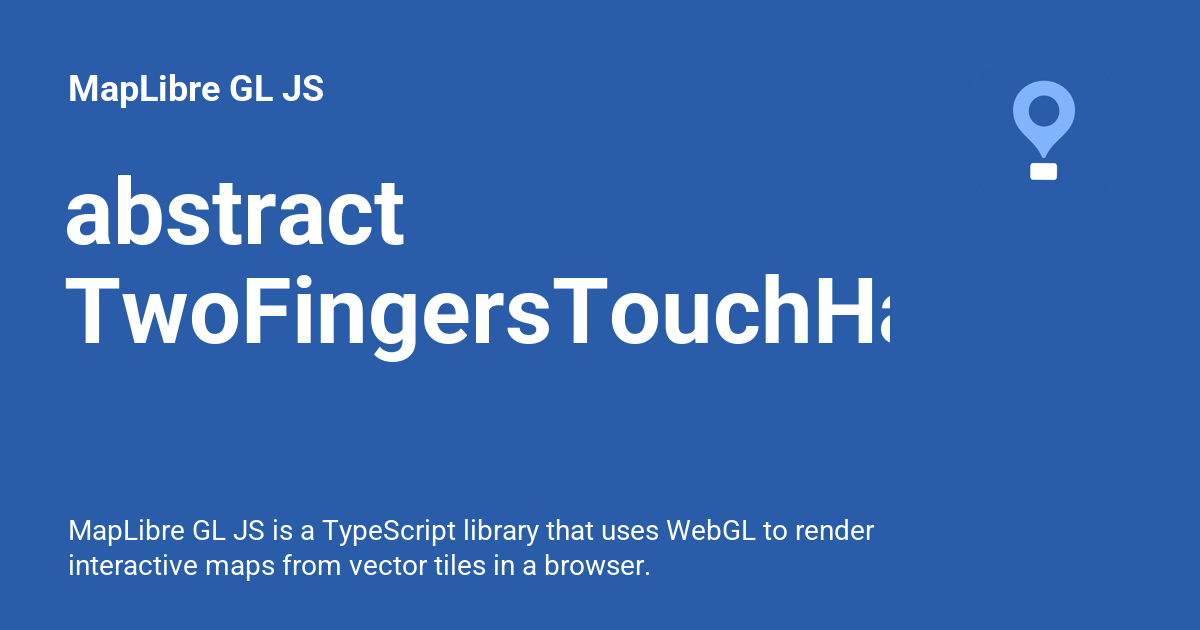 MapLibre GL JS
abstract
TwoFingersTouchHa
MapLibre GL JS is a TypeScript library that uses WebGL to render
interactive maps from vector tiles in a browser.